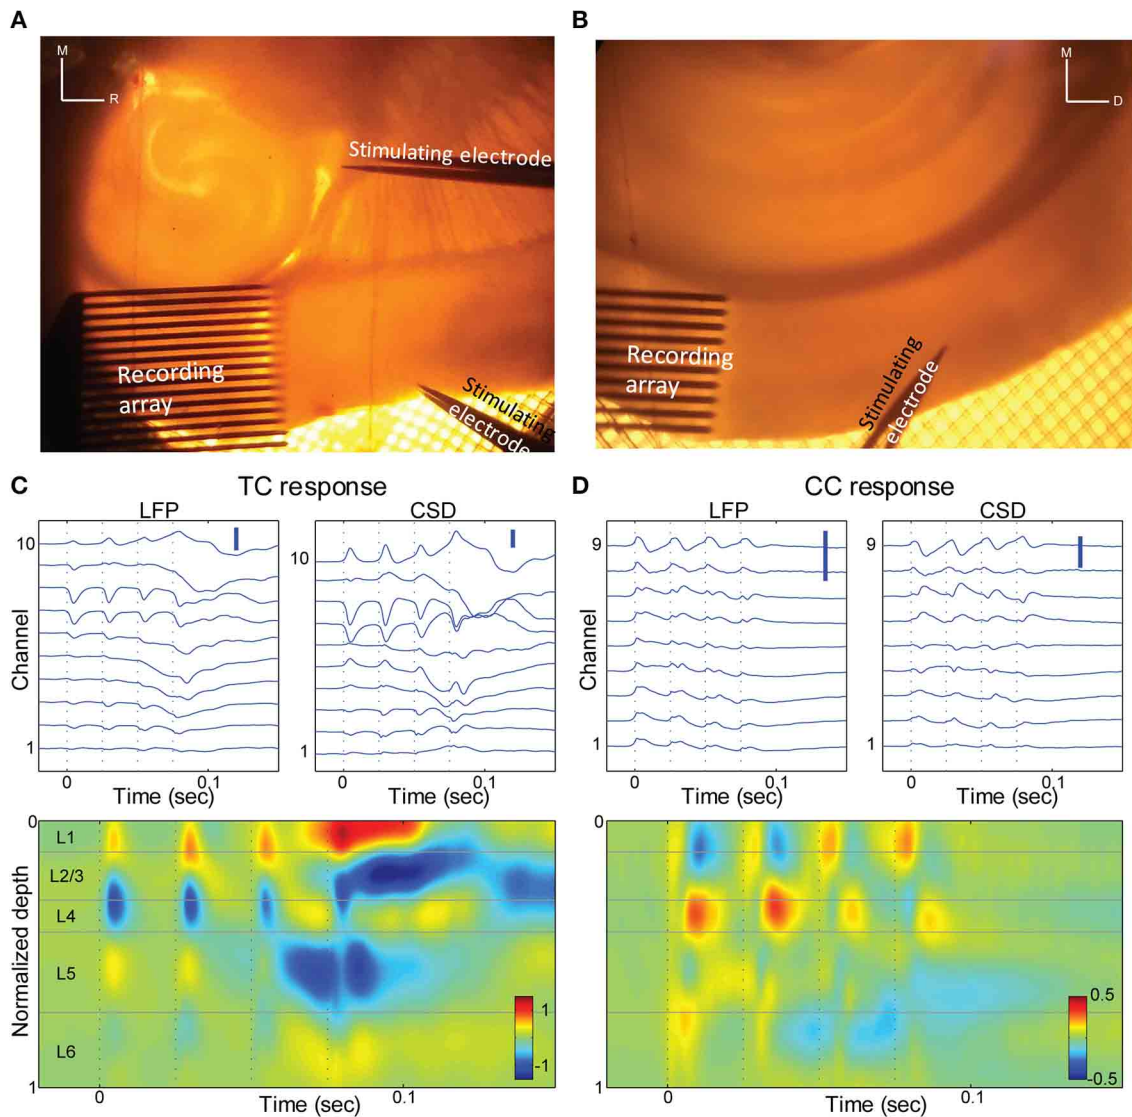 A
B
M
R
Stimulating electrode
Recording
array
Stimulating
electrode
M
D
Recording
array
Stimulating
electrode
C
TC response
LFP
CSD
10
1
Channel
0
0.1
Time (sec)
10
1
0
0.1
Time (sec)
D
CC response
LFP
CSD
9
1
Channel
0
0.1
Time (sec)
9
1
0
0.1
Time (sec)
0
L1
L2/3
L4
L5
L6
1
Normalized depth
1
-1
0
0.1
Time (sec)
0
1
0.5
-0.5
0
0.1
Time (sec)